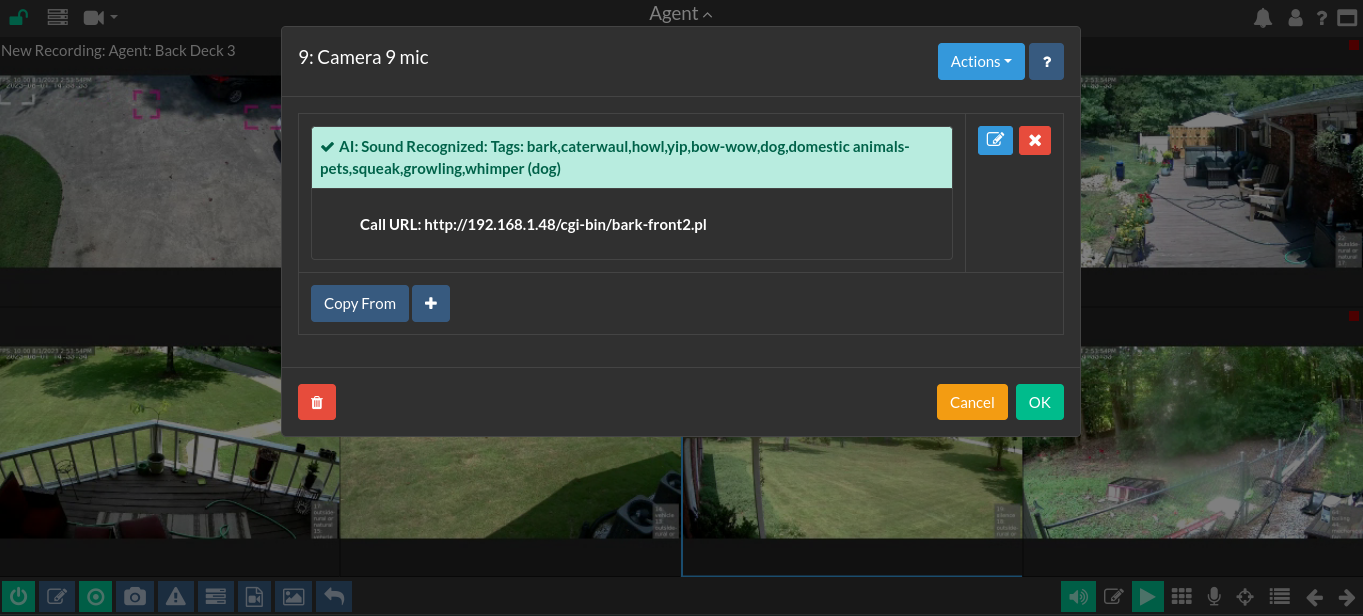 Agent
New Recording: Agent: Back Deck 3
9: Camera 9 mic
Actions
?
AI: Sound Recognized: Tags: bark,caterwaul,howl,yip,bow-wow,dog,domestic animals-
pets,squeak,growling,whimper (dog)
Call URL: http://192.168.1.48/cgi-bin/bark-front2.pl
Copy From
Cancel
OK